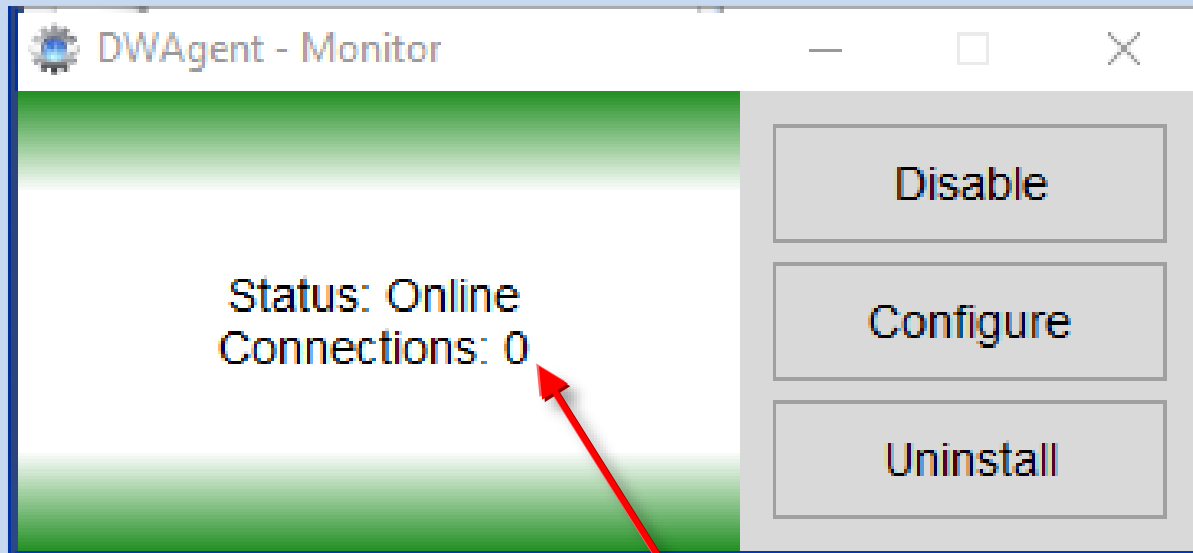 DWAgent - Monitor
Status: Online
Connections: 0
Disable
Configure
Uninstall